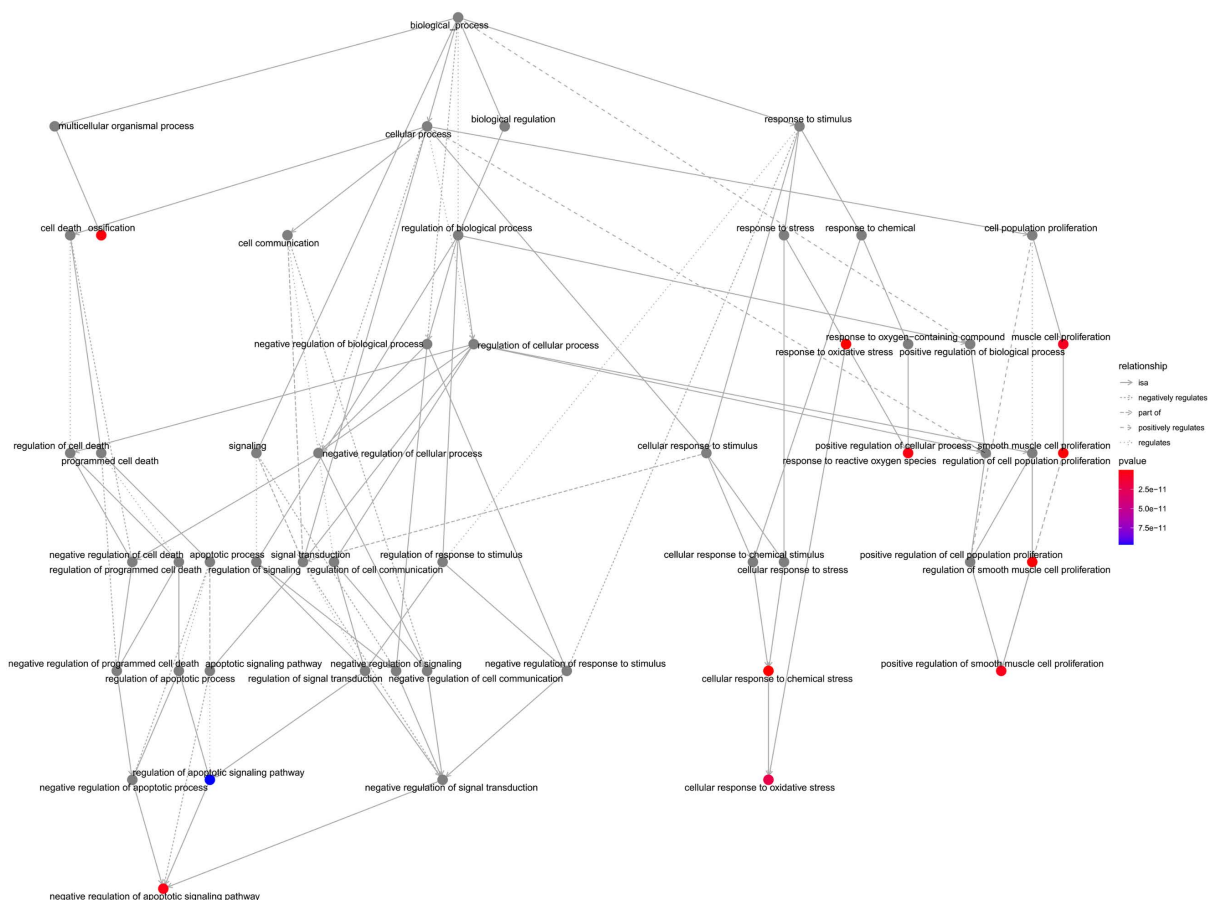 biological_process
multicellular organismal process
biological regulation
response to stimulus
cellular process
cell death
ossification
regulation of biological process
response to stress
response to chemical
cell population proliferation
cell communication
response to oxygen−containing compound
muscle cell proliferation
negative regulation of biological process
regulation of cellular process
response to oxidative stress
positive regulation of biological process
regulation of cell death
signaling
cellular response to stimulus
positive regulation of cellular process
smooth muscle cell proliferation
programmed cell death
negative regulation of cellular process
response to reactive oxygen species
regulation of cell population proliferation
negative regulation of cell death
apoptotic process
signal transduction
regulation of response to stimulus
cellular response to chemical stimulus
positive regulation of cell population proliferation
regulation of programmed cell death
regulation of signaling
regulation of cell communication
cellular response to stress
regulation of smooth muscle cell proliferation
negative regulation of programmed cell death
apoptotic signaling pathway
negative regulation of signaling
negative regulation of response to stimulus
positive regulation of smooth muscle cell proliferation
regulation of apoptotic process
regulation of signal transduction
negative regulation of cell communication
cellular response to chemical stress
regulation of apoptotic signaling pathway
negative regulation of apoptotic process
negative regulation of signal transduction
cellular response to oxidative stress
negative regulation of apoptotic signaling pathway
relationship
isa
negatively regulates
part of
positively regulates
regulates
pvalue
2.5e−11
5.0e−11
7.5e−11